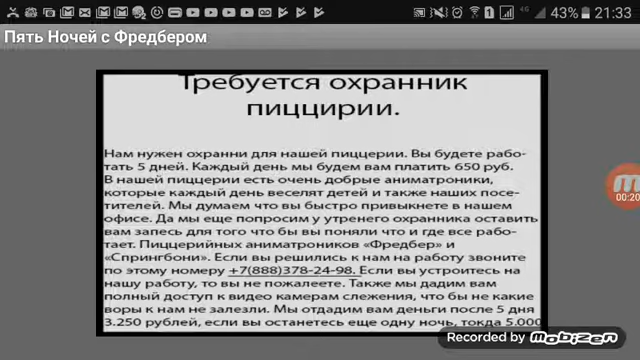 43% 21:33
Пять Ночей с Фредбером
Требуется охранник
пиццирии.
Нам нужен охранни для нашей пиццерии. Вы будете рабо-
тать 5 дней. Каждый день мы будем вам платить 650 руб.
В нашей пиццерии есть очень добрые аниматроники,
которые каждый день веселят детей и также наших посе-
тителей. Мы думаем что вы быстро привыкнете в нашем
офисе. Да мы еще попросим у утренего охранника оставить
вам запесь для того что бы вы поняли что и где все рабо-
тает. Пиццерийных аниматроников «Фредбер» и
«Спрингбони». Если вы решились к нам на работу звоните
по этому номеру +7(888)378-24-98. Если вы устроитесь на
нашу работу, то вы не пожалеете. Также мы дадим вам
полный доступ к видео камерам слежения, что бы не какие
воры к нам не залезли. Мы отдадим вам деньги после 5 дня
3.250 рублей, если вы останетесь еще одну ночь, токда 5.000
00:20
Recorded by mobizen